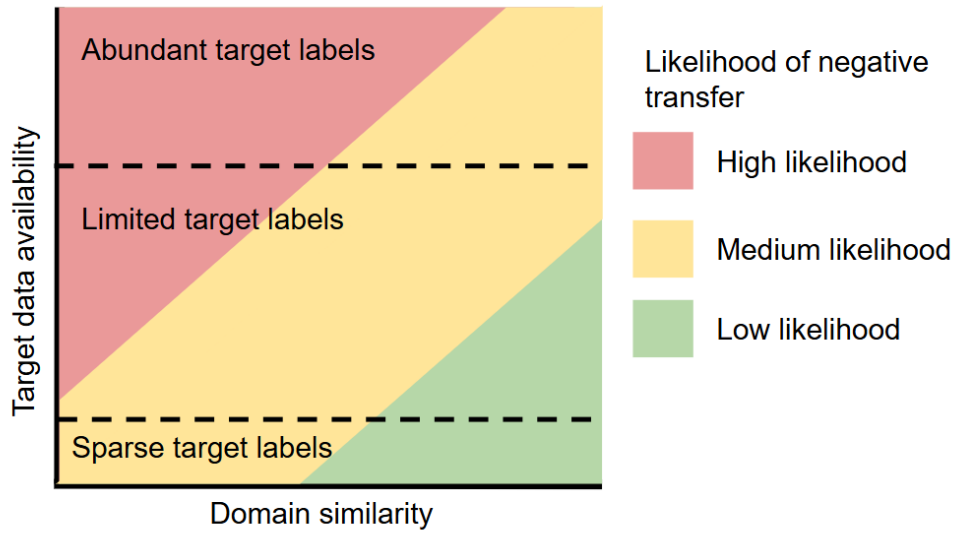 Abundant target labels
Limited target labels
Sparse target labels
Target data availability
Domain similarity
Likelihood of negative
transfer
High likelihood
Medium likelihood
Low likelihood